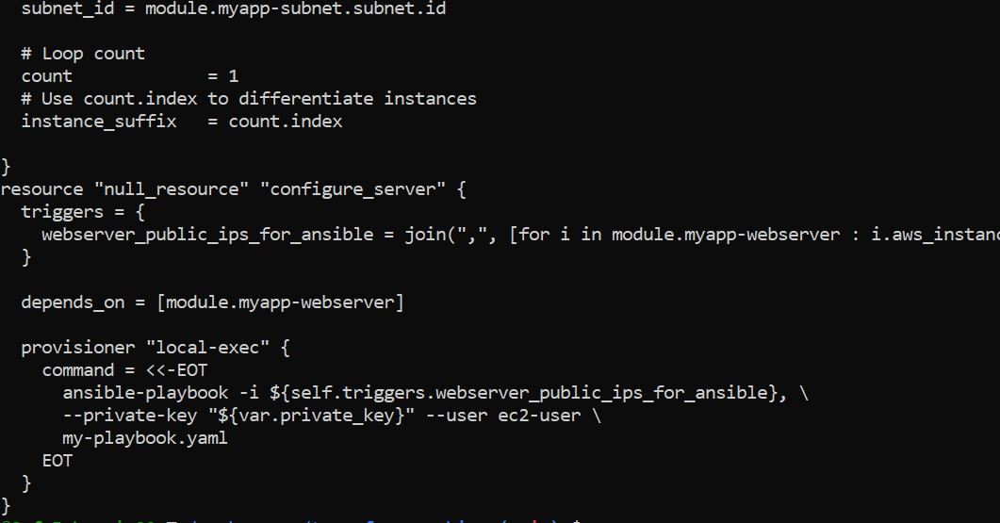 subnet_id = module.myapp-subnet.subnet.id
# Loop count
count = 1
# Use count.index to differentiate instances
instance_suffix = count.index
}
resource "null_resource" "configure_server" {
triggers = {
webserver_public_ips_for_ansible = join(",", [for i in module.myapp-webserver : i.aws_instanc
}
depends_on = [module.myapp-webserver]
provisioner "local-exec" {
command = <<-EOT
ansible-playbook -i ${self.triggers.webserver_public_ips_for_ansible}, \
--private-key "${var.private_key}" --user ec2-user \
my-playbook.yaml
EOT
}
}